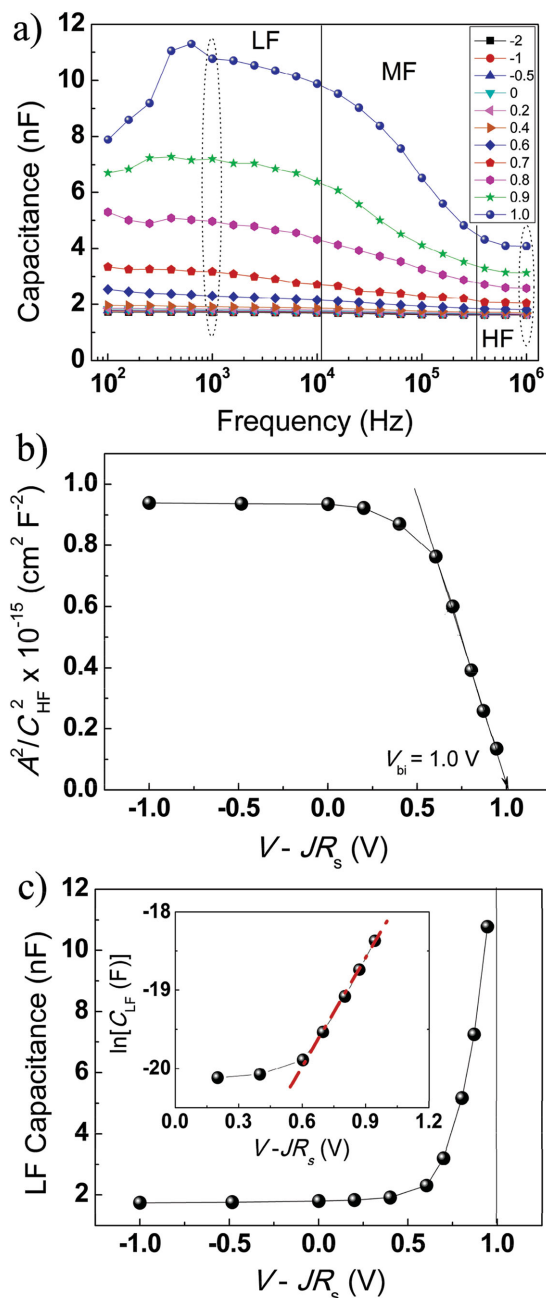 a)
12
10
8
6
4
2
0
Capacitance (nF)
LF
MF
HF
-2
-1
-0.5
0
0.2
0.4
0.6
0.7
0.8
0.9
1.0
10² 10³ 10⁴ 10⁵ 10⁶
Frequency (Hz)
b)
1.0
0.8
0.6
0.4
0.2
0.0
A²/C²HF x 10⁻¹⁵ (cm² F⁻²)
Vbi = 1.0 V
-1.0 -0.5 0.0 0.5 1.0
V - JRs (V)
c)
12
10
8
6
4
2
LF Capacitance (nF)
-18
-19
-20
ln[CLF (F)]
0.0 0.3 0.6 0.9 1.2
V-JRs (V)
-1.0 -0.5 0.0 0.5 1.0
V - JRs (V)